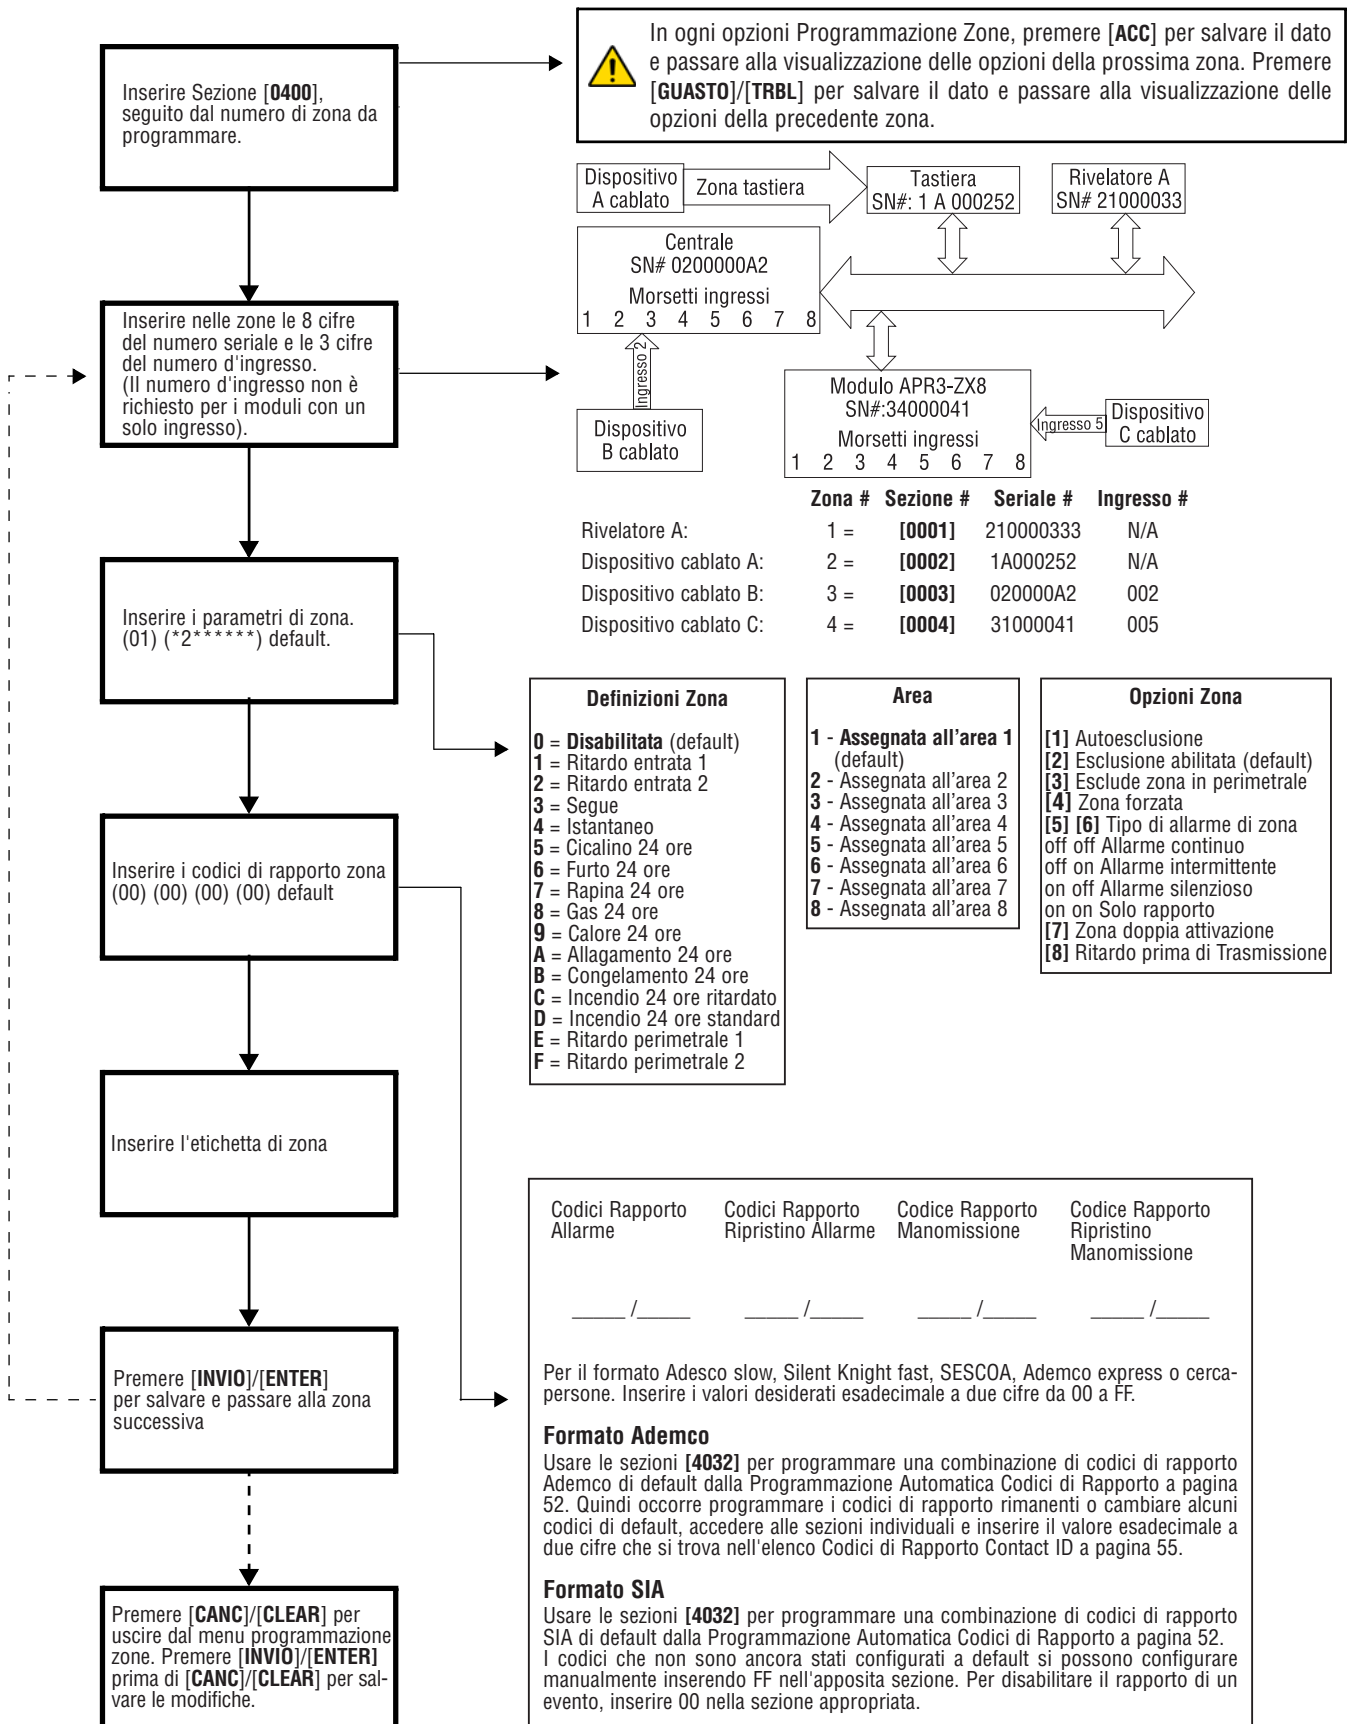 Inserire Sezione [0400],
seguito dal numero di zona da
programmare.
In ogni opzioni Programmazione Zone, premere [ACC] per salvare il dato
e passare alla visualizzazione delle opzioni della prossima zona. Premere
[GUASTO]/[TRBL] per salvare il dato e passare alla visualizzazione delle
opzioni della precedente zona.
Dispositivo
A cablato
Zona tastiera
Tastiera
SN#: 1 A 000252
Rivelatore A
SN# 21000033
Centrale
SN# 0200000A2
Morsetti ingressi
1 2 3 4 5 6 7 8
Ingresso 2
Dispositivo
B cablato
Modulo APR3-ZX8
SN#:34000041
Morsetti ingressi
1 2 3 4 5 6 7 8
Ingresso 5
Dispositivo
C cablato
Inserire nelle zone le 8 cifre
del numero seriale e le 3 cifre
del numero d'ingresso.
(Il numero d'ingresso non è
richiesto per i moduli con un
solo ingresso).
Zona # Sezione # Seriale # Ingresso #
Rivelatore A: 1 = [0001] 210000333 N/A
Dispositivo cablato A: 2 = [0002] 1A000252 N/A
Dispositivo cablato B: 3 = [0003] 020000A2 002
Dispositivo cablato C: 4 = [0004] 31000041 005
Inserire i parametri di zona.
(01) (*2******) default.
Definizioni Zona
0 = Disabilitata (default)
1 = Ritardo entrata 1
2 = Ritardo entrata 2
3 = Segue
4 = Istantaneo
5 = Cicalino 24 ore
6 = Furto 24 ore
7 = Rapina 24 ore
8 = Gas 24 ore
9 = Calore 24 ore
A = Allagamento 24 ore
B = Congelamento 24 ore
C = Incendio 24 ore ritardato
D = Incendio 24 ore standard
E = Ritardo perimetrale 1
F = Ritardo perimetrale 2
Area
1 - Assegnata all'area 1
(default)
2 - Assegnata all'area 2
3 - Assegnata all'area 3
4 - Assegnata all'area 4
5 - Assegnata all'area 5
6 - Assegnata all'area 6
7 - Assegnata all'area 7
8 - Assegnata all'area 8
Opzioni Zona
[1] Autoesclusione
[2] Esclusione abilitata (default)
[3] Esclude zona in perimetrale
[4] Zona forzata
[5] [6] Tipo di allarme di zona
off off Allarme continuo
off on Allarme intermittente
on off Allarme silenzioso
on on Solo rapporto
[7] Zona doppia attivazione
[8] Ritardo prima di Trasmissione
Inserire i codici di rapporto zona
(00) (00) (00) (00) default
Inserire l'etichetta di zona
Codici Rapporto
Allarme
Codici Rapporto
Ripristino Allarme
Codice Rapporto
Manomissione
Codice Rapporto
Ripristino
Manomissione
_____ /_____ _____ /_____ _____ /_____ _____ /_____
Per il formato Adesco slow, Silent Knight fast, SESCOA, Ademco express o cerca-
persone. Inserire i valori desiderati esadecimale a due cifre da 00 a FF.
Formato Ademco
Usare le sezioni [4032] per programmare una combinazione di codici di rapporto
Ademco di default dalla Programmazione Automatica Codici di Rapporto a pagina
52. Quindi occorre programmare i codici di rapporto rimanenti o cambiare alcuni
codici di default, accedere alle sezioni individuali e inserire il valore esadecimale a
due cifre che si trova nell'elenco Codici di Rapporto Contact ID a pagina 55.
Formato SIA
Usare le sezioni [4032] per programmare una combinazione di codici di rapporto
SIA di default dalla Programmazione Automatica Codici di Rapporto a pagina 52.
I codici che non sono ancora stati configurati a default si possono configurare
manualmente inserendo FF nell'apposita sezione. Per disabilitare il rapporto di un
evento, inserire 00 nella sezione appropriata.
Premere [INVIO]/[ENTER]
per salvare e passare alla zona
successiva
Premere [CANC]/[CLEAR] per
uscire dal menu programmazione
zone. Premere [INVIO]/[ENTER]
prima di [CANC]/[CLEAR] per sal-
vare le modifiche.